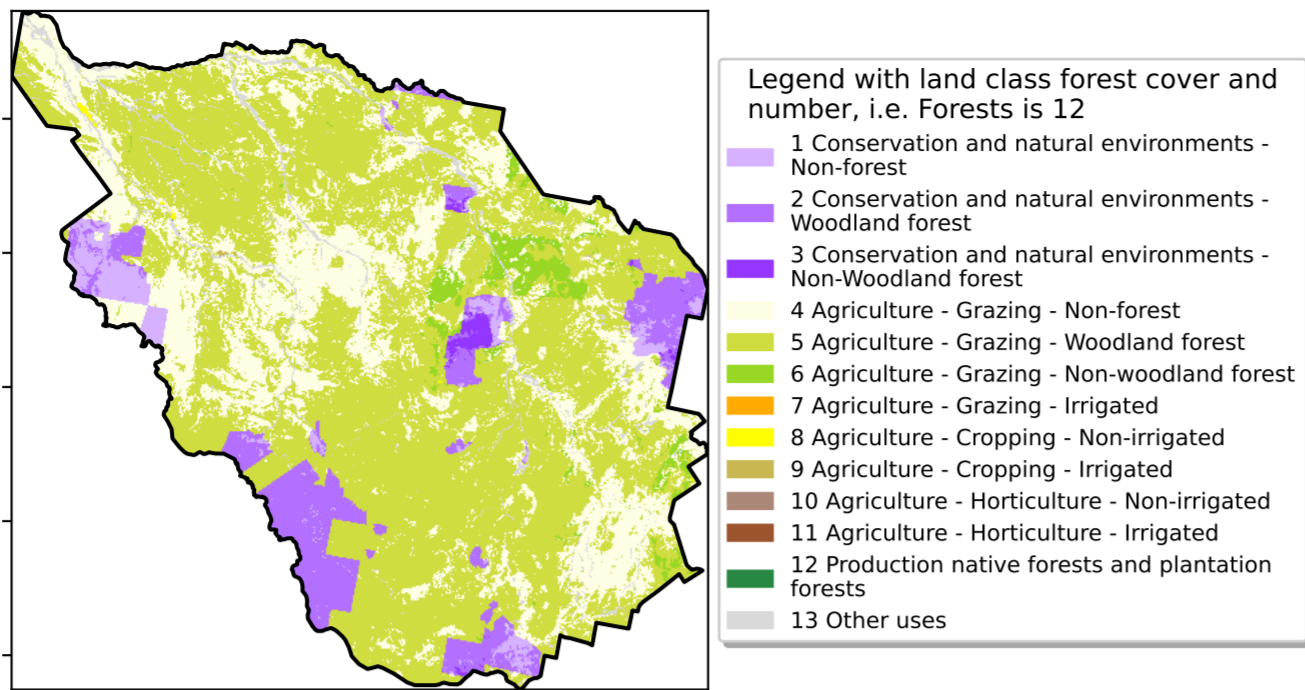 Legend with land class forest cover and
number, i.e. Forests is 12
1 Conservation and natural environments -
Non-forest
2 Conservation and natural environments -
Woodland forest
3 Conservation and natural environments -
Non-Woodland forest
4 Agriculture - Grazing - Non-forest
5 Agriculture - Grazing - Woodland forest
6 Agriculture - Grazing - Non-woodland forest
7 Agriculture - Grazing - Irrigated
8 Agriculture - Cropping - Non-irrigated
9 Agriculture - Cropping - Irrigated
10 Agriculture - Horticulture - Non-irrigated
11 Agriculture - Horticulture - Irrigated
12 Production native forests and plantation
forests
13 Other uses